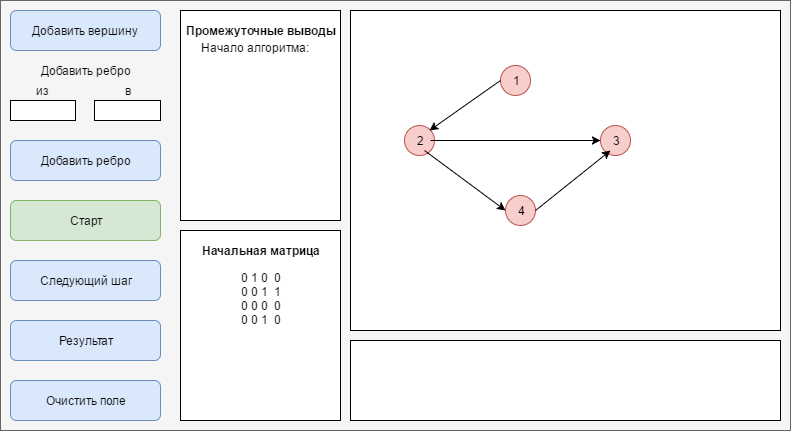 Добавить вершину
Добавить ребро
из в
Добавить ребро
Старт
Следующий шаг
Результат
Очистить поле
Промежуточные выводы
Начало алгоритма:
Начальная матрица
0 1 0 0
0 0 1 1
0 0 0 0
0 0 1 0
1
2
3
4